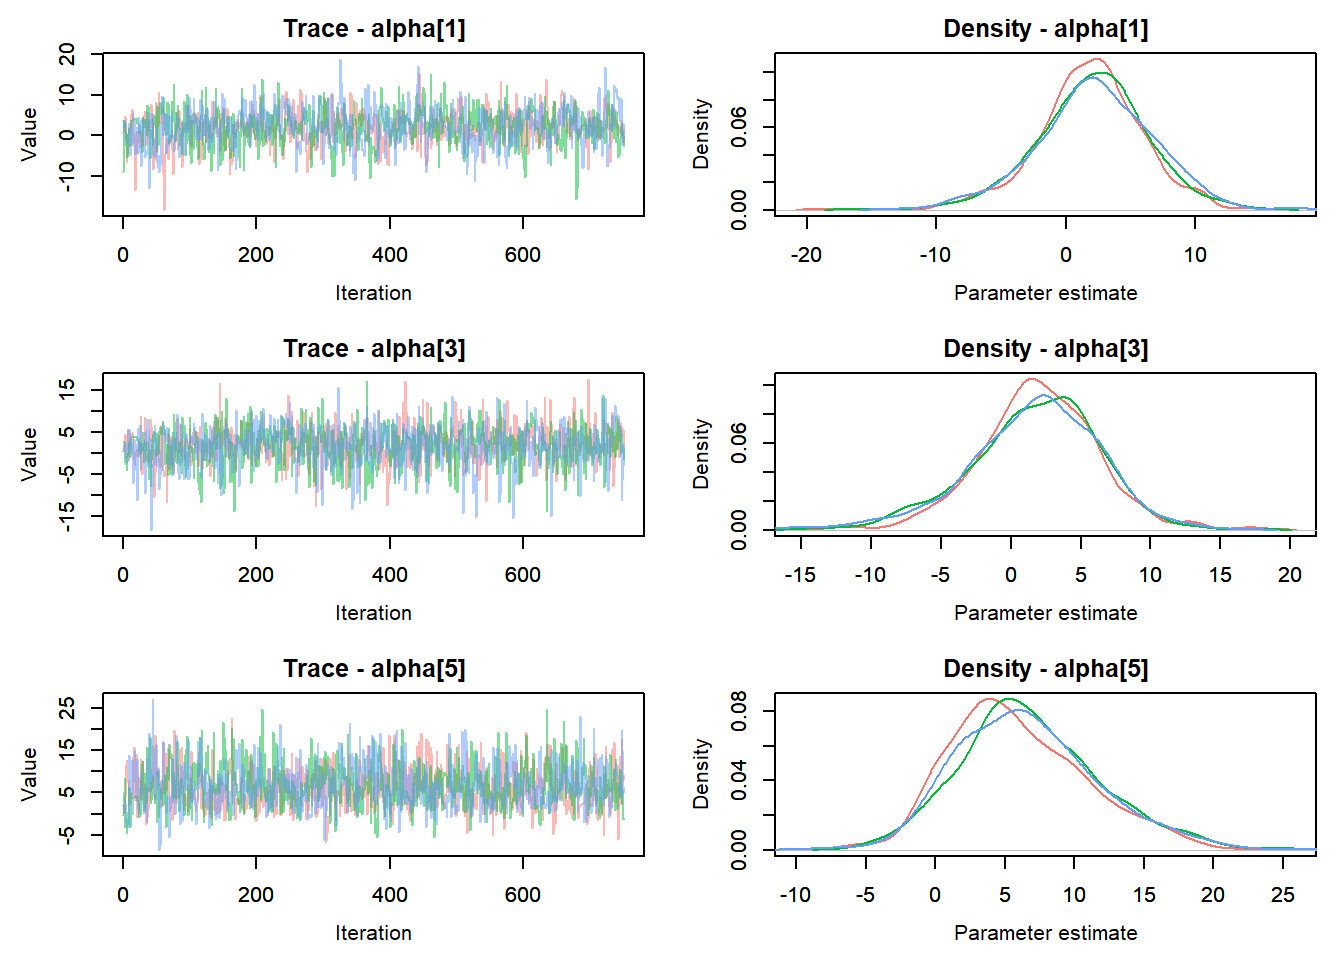 Trace - alpha[1]
Value
20
10
0
-10
0 200 400 600
Iteration
Density - alpha[1]
Density
0.06
0.00
-20 -10 0 10
Parameter estimate
Trace - alpha[3]
Value
15
5
-5
-15
0 200 400 600
Iteration
Density - alpha[3]
Density
0.06
0.00
-15 -10 -5 0 5 10 15 20
Parameter estimate
Trace - alpha[5]
Value
25
15
5
-5
0 200 400 600
Iteration
Density - alpha[5]
Density
0.08
0.04
0.00
-10 -5 0 5 10 15 20 25
Parameter estimate